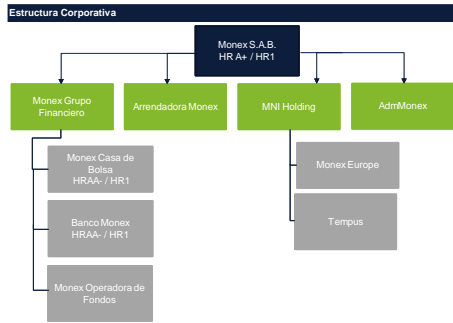 Estructura Corporativa
Monex S.A.B.
HR A+ / HR1
Monex Grupo
Financiero
Arrendadora Monex
MNI Holding
AdmMonex
Monex Casa de
Bolsa
HRAA- / HR1
Monex Europe
Banco Monex
HRAA- / HR1
Tempus
Monex Operadora de
Fondos